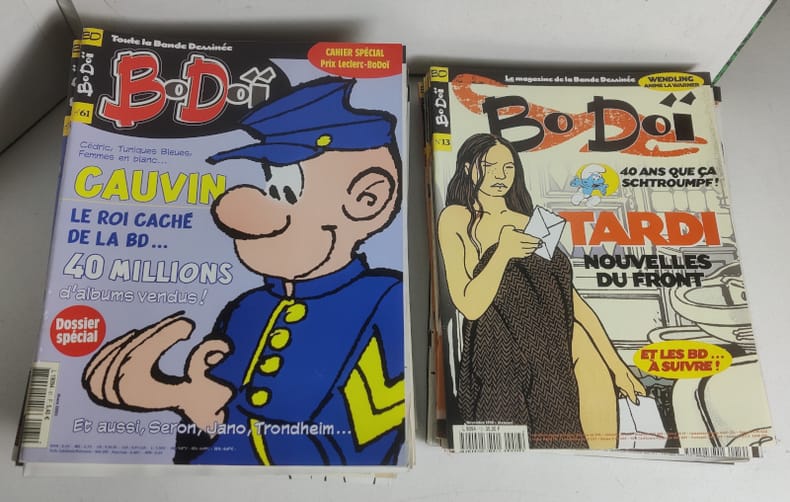 Toute la Bande Dessinée
BoDoï
BoDoï
N°61
CAHIER SPÉCIAL
Prix Leclerc-BoDoï
Cédric, Tuniques Bleues,
Femmes en blanc...
CAUVIN
LE ROI CACHÉ
DE LA BD...
40 MILLIONS
d'albums vendus !
Dossier
spécial
Et aussi, Seron, Jano, Trondheim...
Le magazine de la Bande Dessinée
WENDLING
ANIME LA WARNER
BoDoï
BoDoï
N°13
40 ANS QUE ÇA
SCHTROUMPF !
TARDI
NOUVELLES
DU FRONT
ET LES BD...
À SUIVRE !